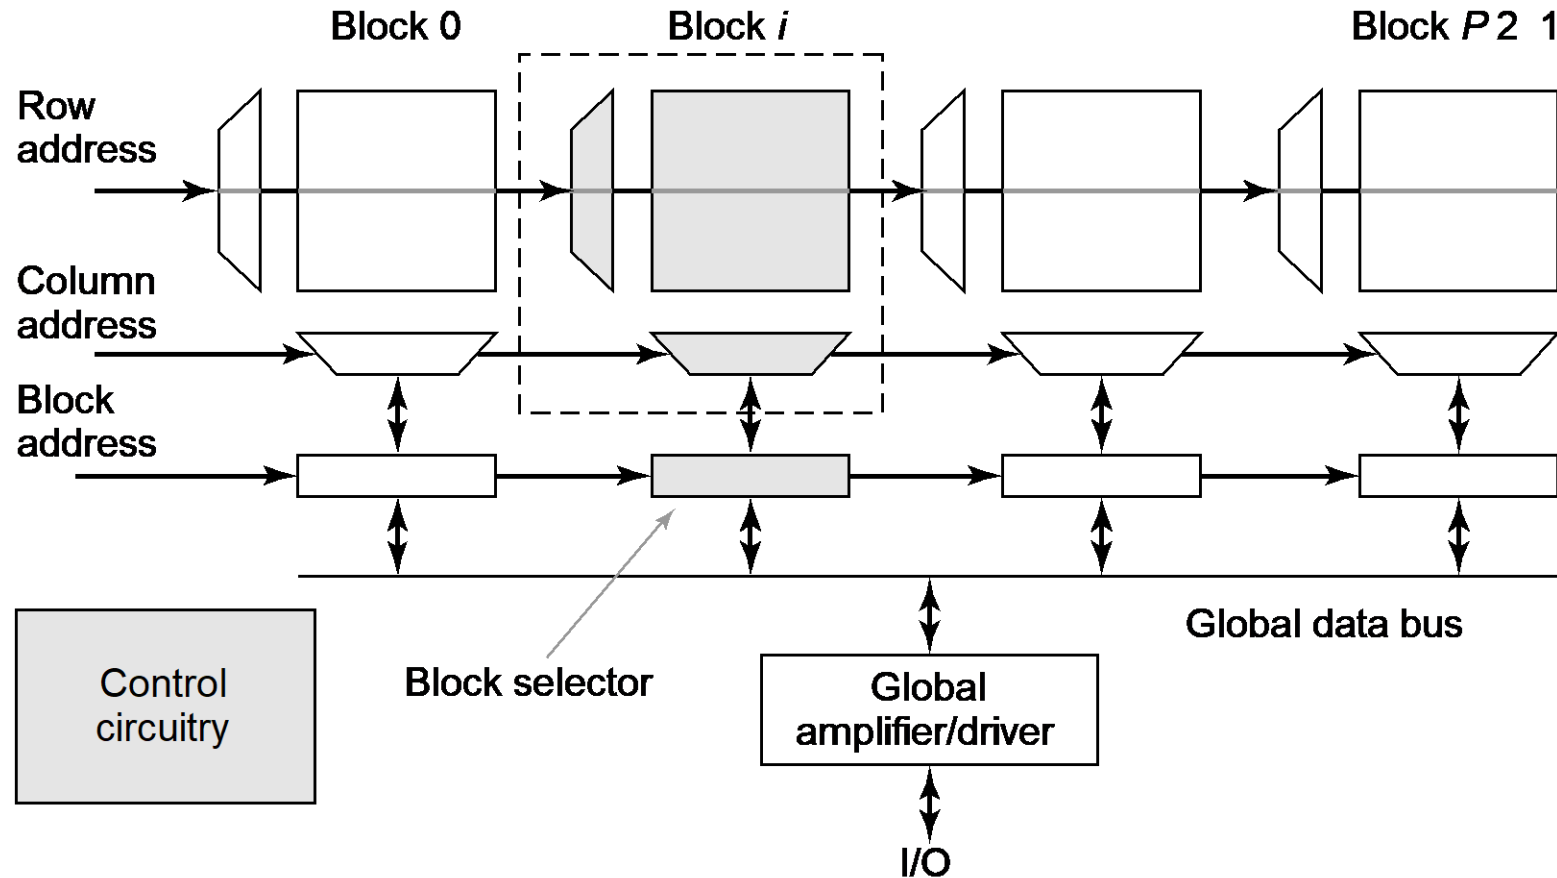 Block 0
Block i
Block P 2 1
Row
address
Column
address
Block
address
Global data bus
Block selector
Control
circuitry
Global
amplifier/driver
I/O